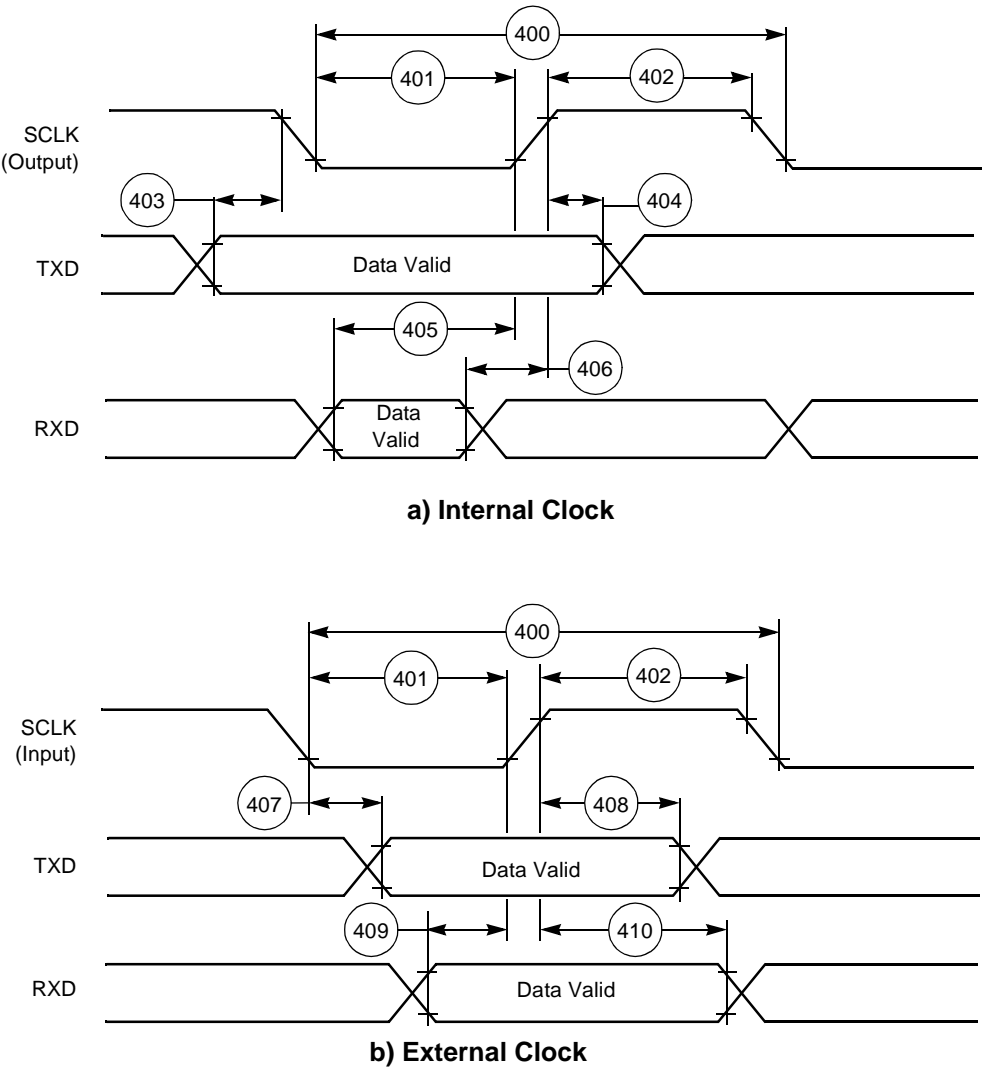 400
401
402
SCLK
(Output)
403
404
TXD
Data Valid
405
406
RXD
Data
Valid
a) Internal Clock
400
401
402
SCLK
(Input)
407
408
TXD
Data Valid
409
410
RXD
Data Valid
b) External Clock